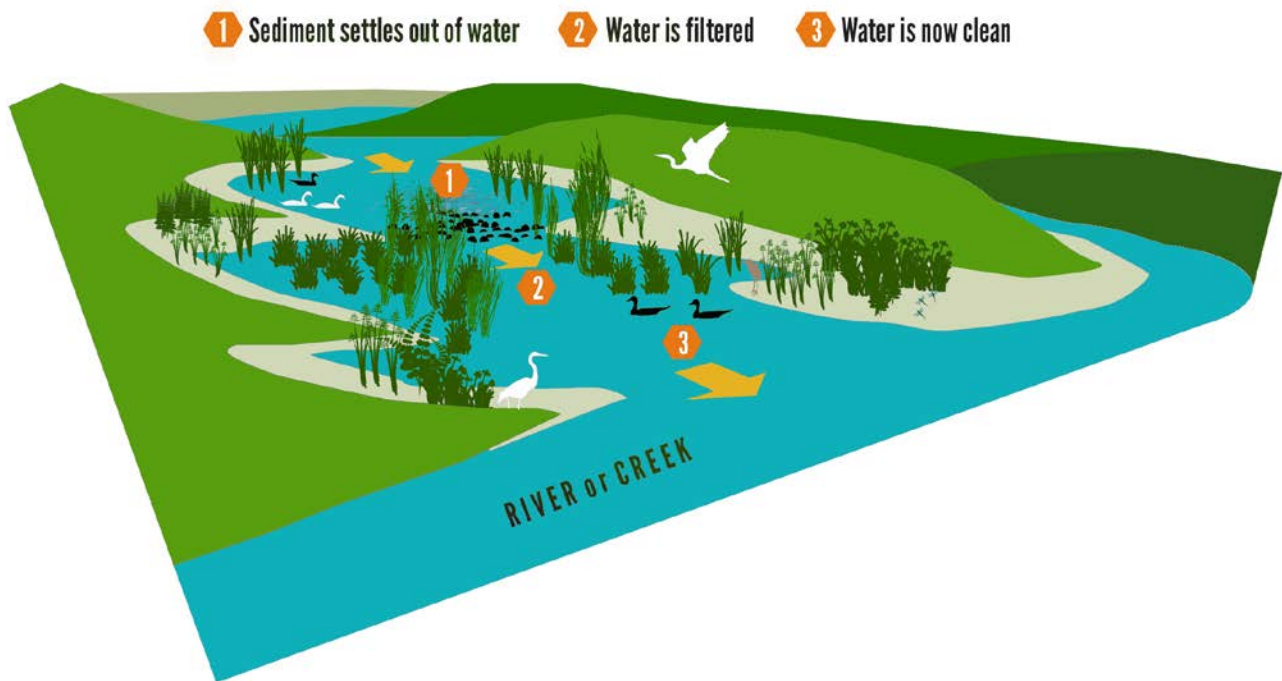 1 Sediment settles out of water 2 Water is filtered 3 Water is now clean
1
2
3
RIVER or CREEK